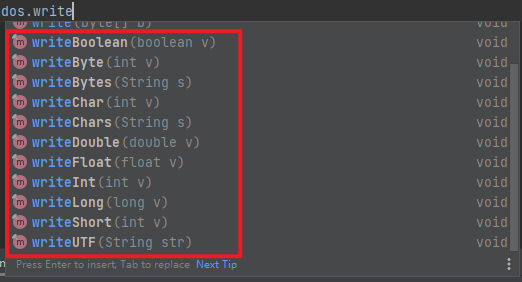 dos.write
write(byte[] b) void
m writeBoolean(boolean v) void
m writeByte(int v) void
m writeBytes(String s) void
m writeChar(int v) void
m writeChars(String s) void
m writeDouble(double v) void
m writeFloat(float v) void
m writeInt(int v) void
m writeLong(long v) void
m writeShort(int v) void
m writeUTF(String str) void
Press Enter to insert, Tab to replace Next Tip